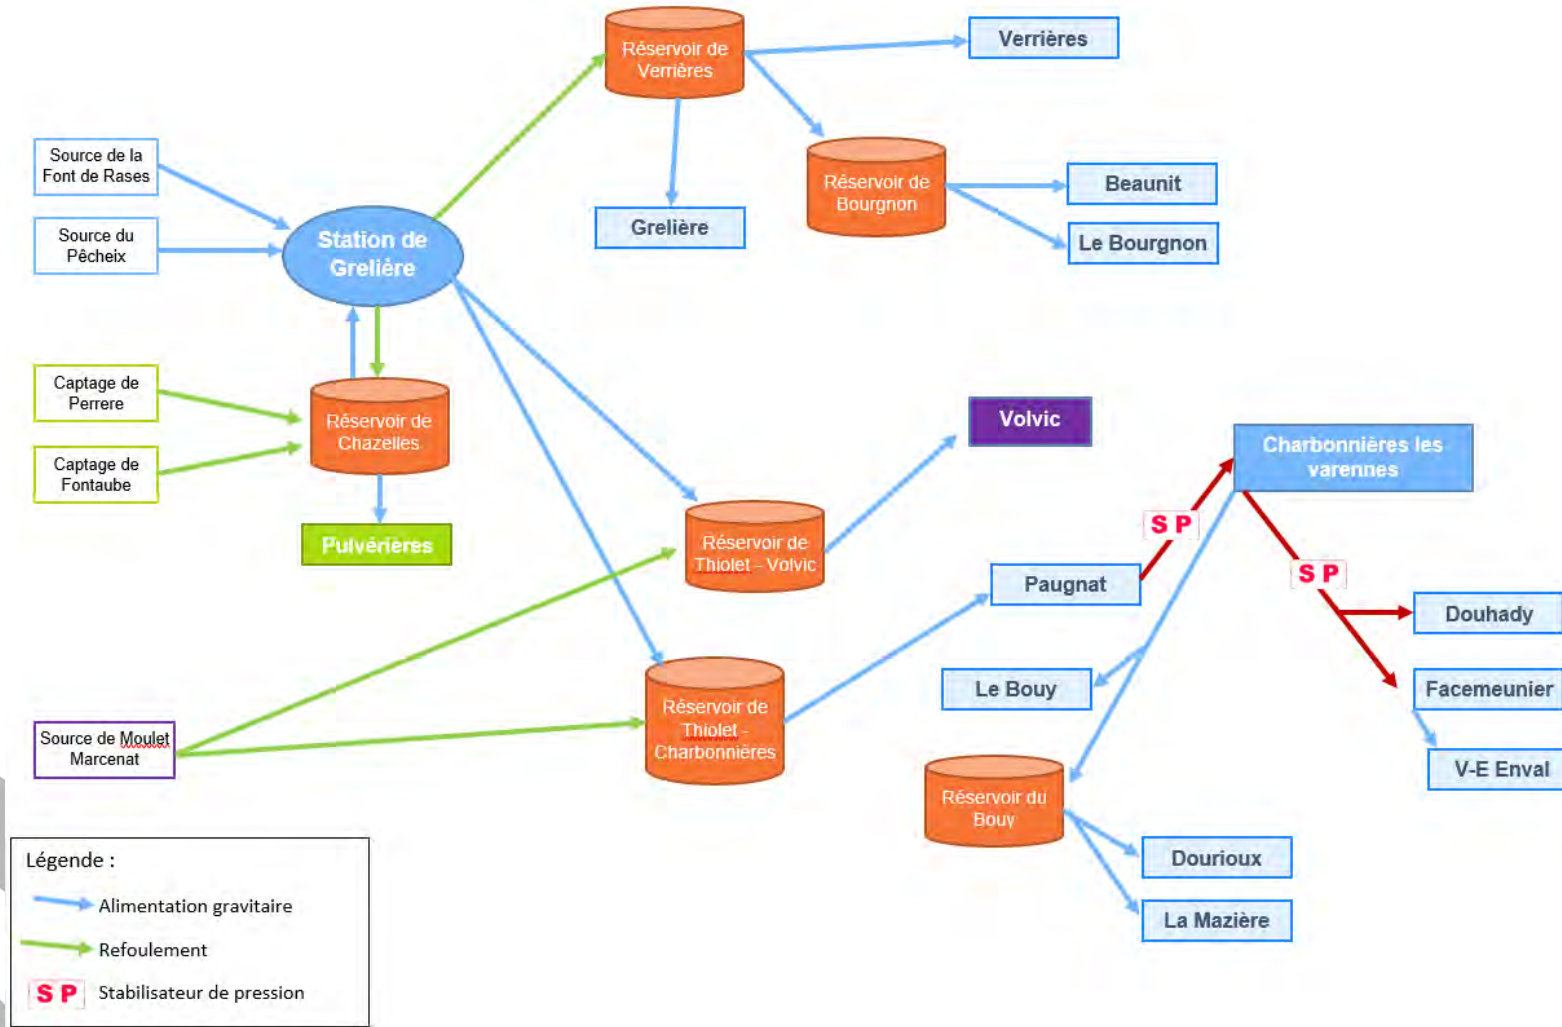 Réservoir de
Verrières
Verrières
Source de la
Font de Rases
Réservoir de
Bourgnon
Beaunit
Grelière
Le Bourgnon
Source du
Pêcheix
Station de
Grelière
Captage de
Perrere
Réservoir de
Chazelles
Captage de
Fontaube
Pulvérières
Volvic
Charbonnières les
varennes
Réservoir de
Thiolet - Volvic
S P
S P
Paugnat
Douhady
Le Bouy
Facemeunier
Source de Moulet
Marcenat
Réservoir de
Thiolet -
Charbonnières
V-E Enval
Réservoir du
Bouy
Dourioux
La Mazière
Légende :
Alimentation gravitaire
Refoulement
S P Stabilisateur de pression